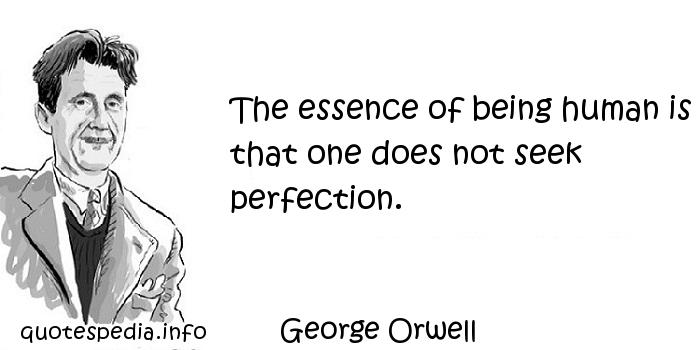 The essence of being human is
that one does not seek
perfection.
quotespedia.info
George Orwell